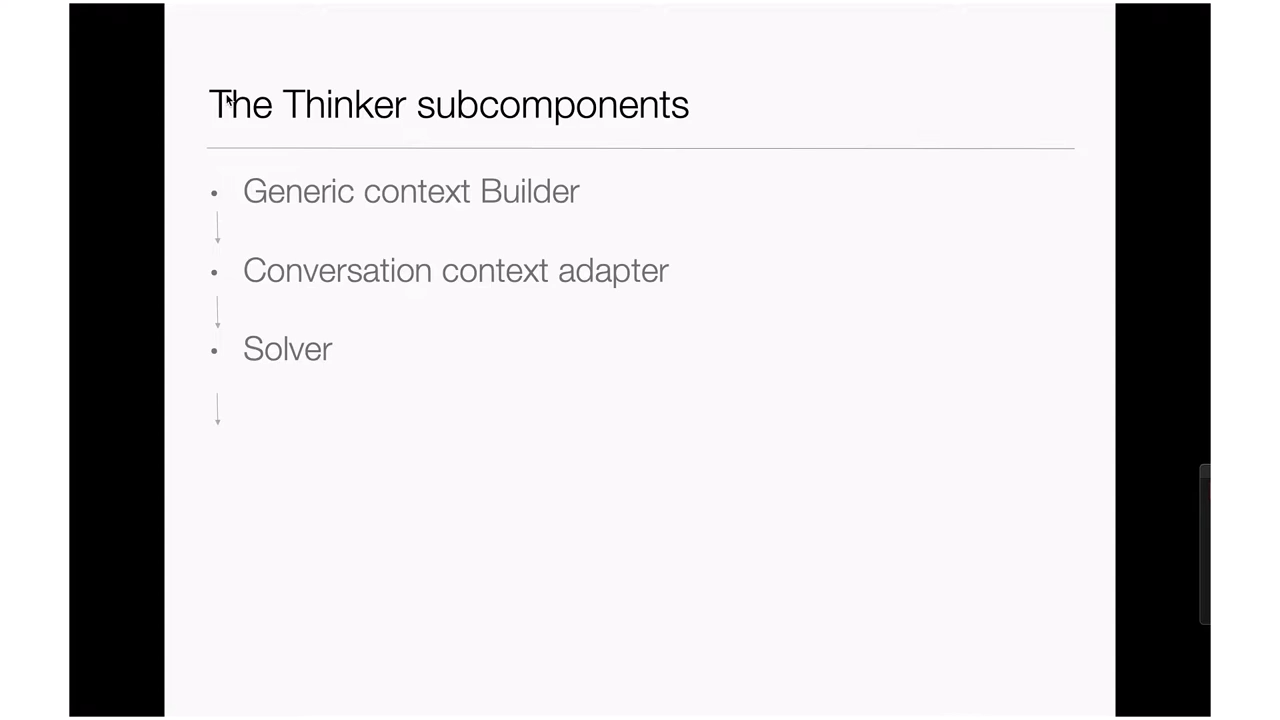 The Thinker subcomponents
• Generic context Builder
• Conversation context adapter
• Solver